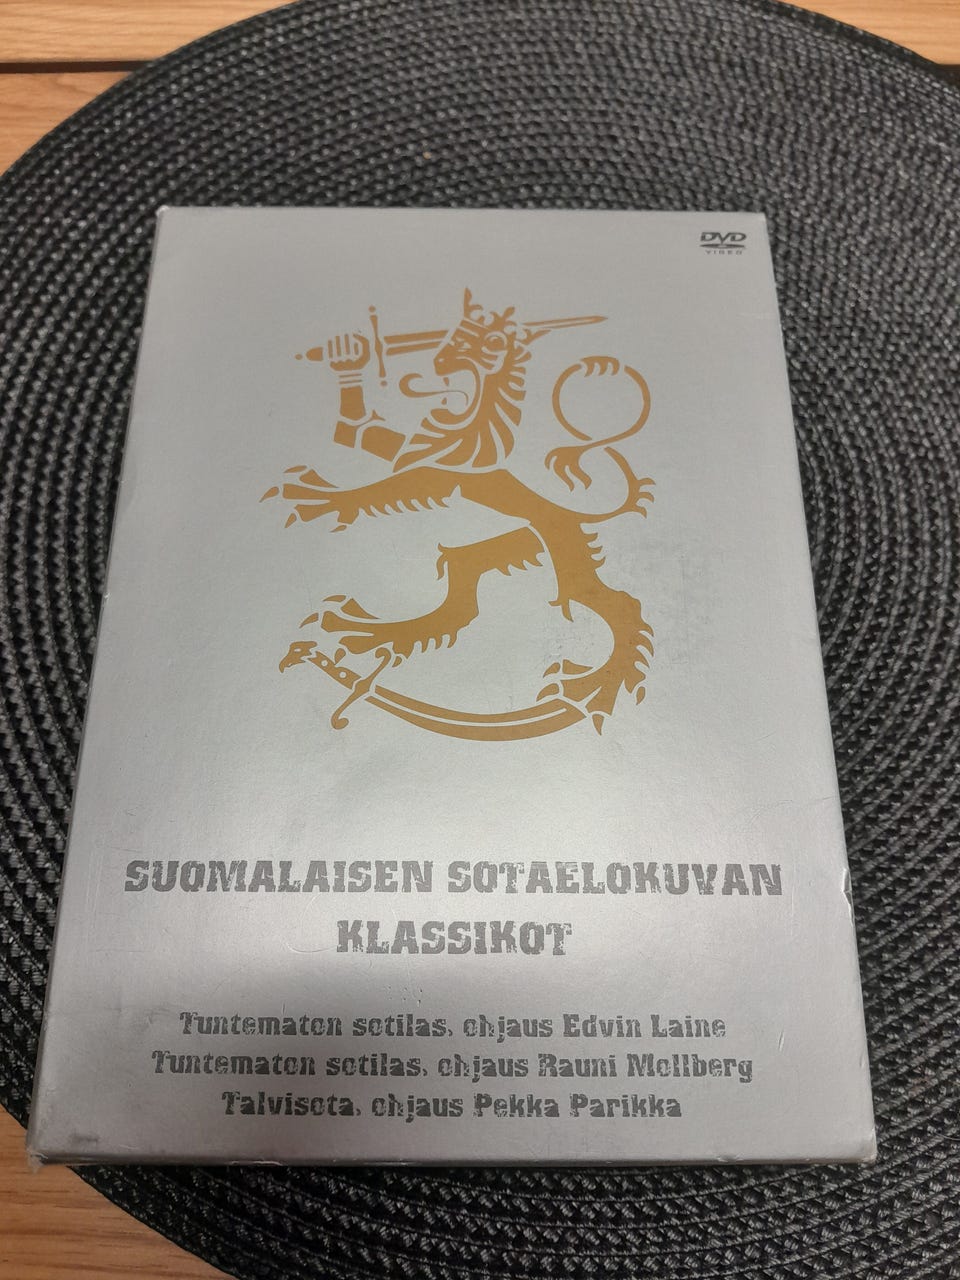 DVD
VIDEO
SUOMALAISEN SOTAELOKUVAN
KLASSIKOT
Tuntematon sotilas, ohjaus Edvin Laine
Tuntematon sotilas, ohjaus Rauni Mollberg
Talvisota, ohjaus Pekka Parikka